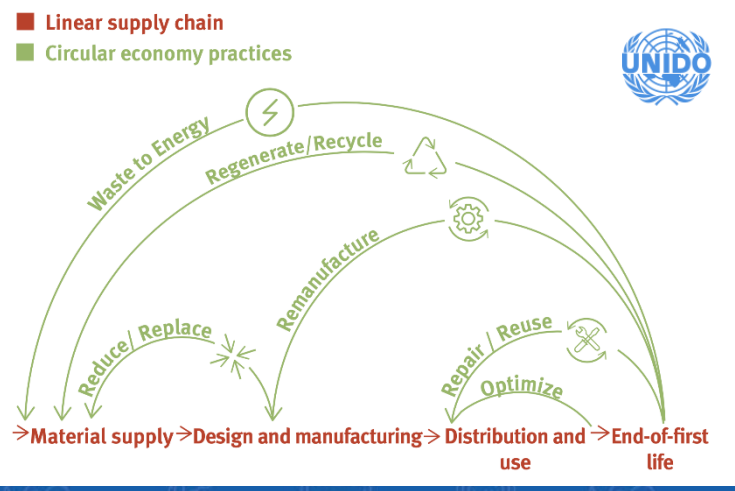 Linear supply chain
Circular economy practices
UNIDO
Waste to Energy
Regenerate/Recycle
Remanufacture
Reduce/ Replace
Repair / Reuse
Optimize
Material supply
Design and manufacturing
Distribution and
use
End-of-first
life